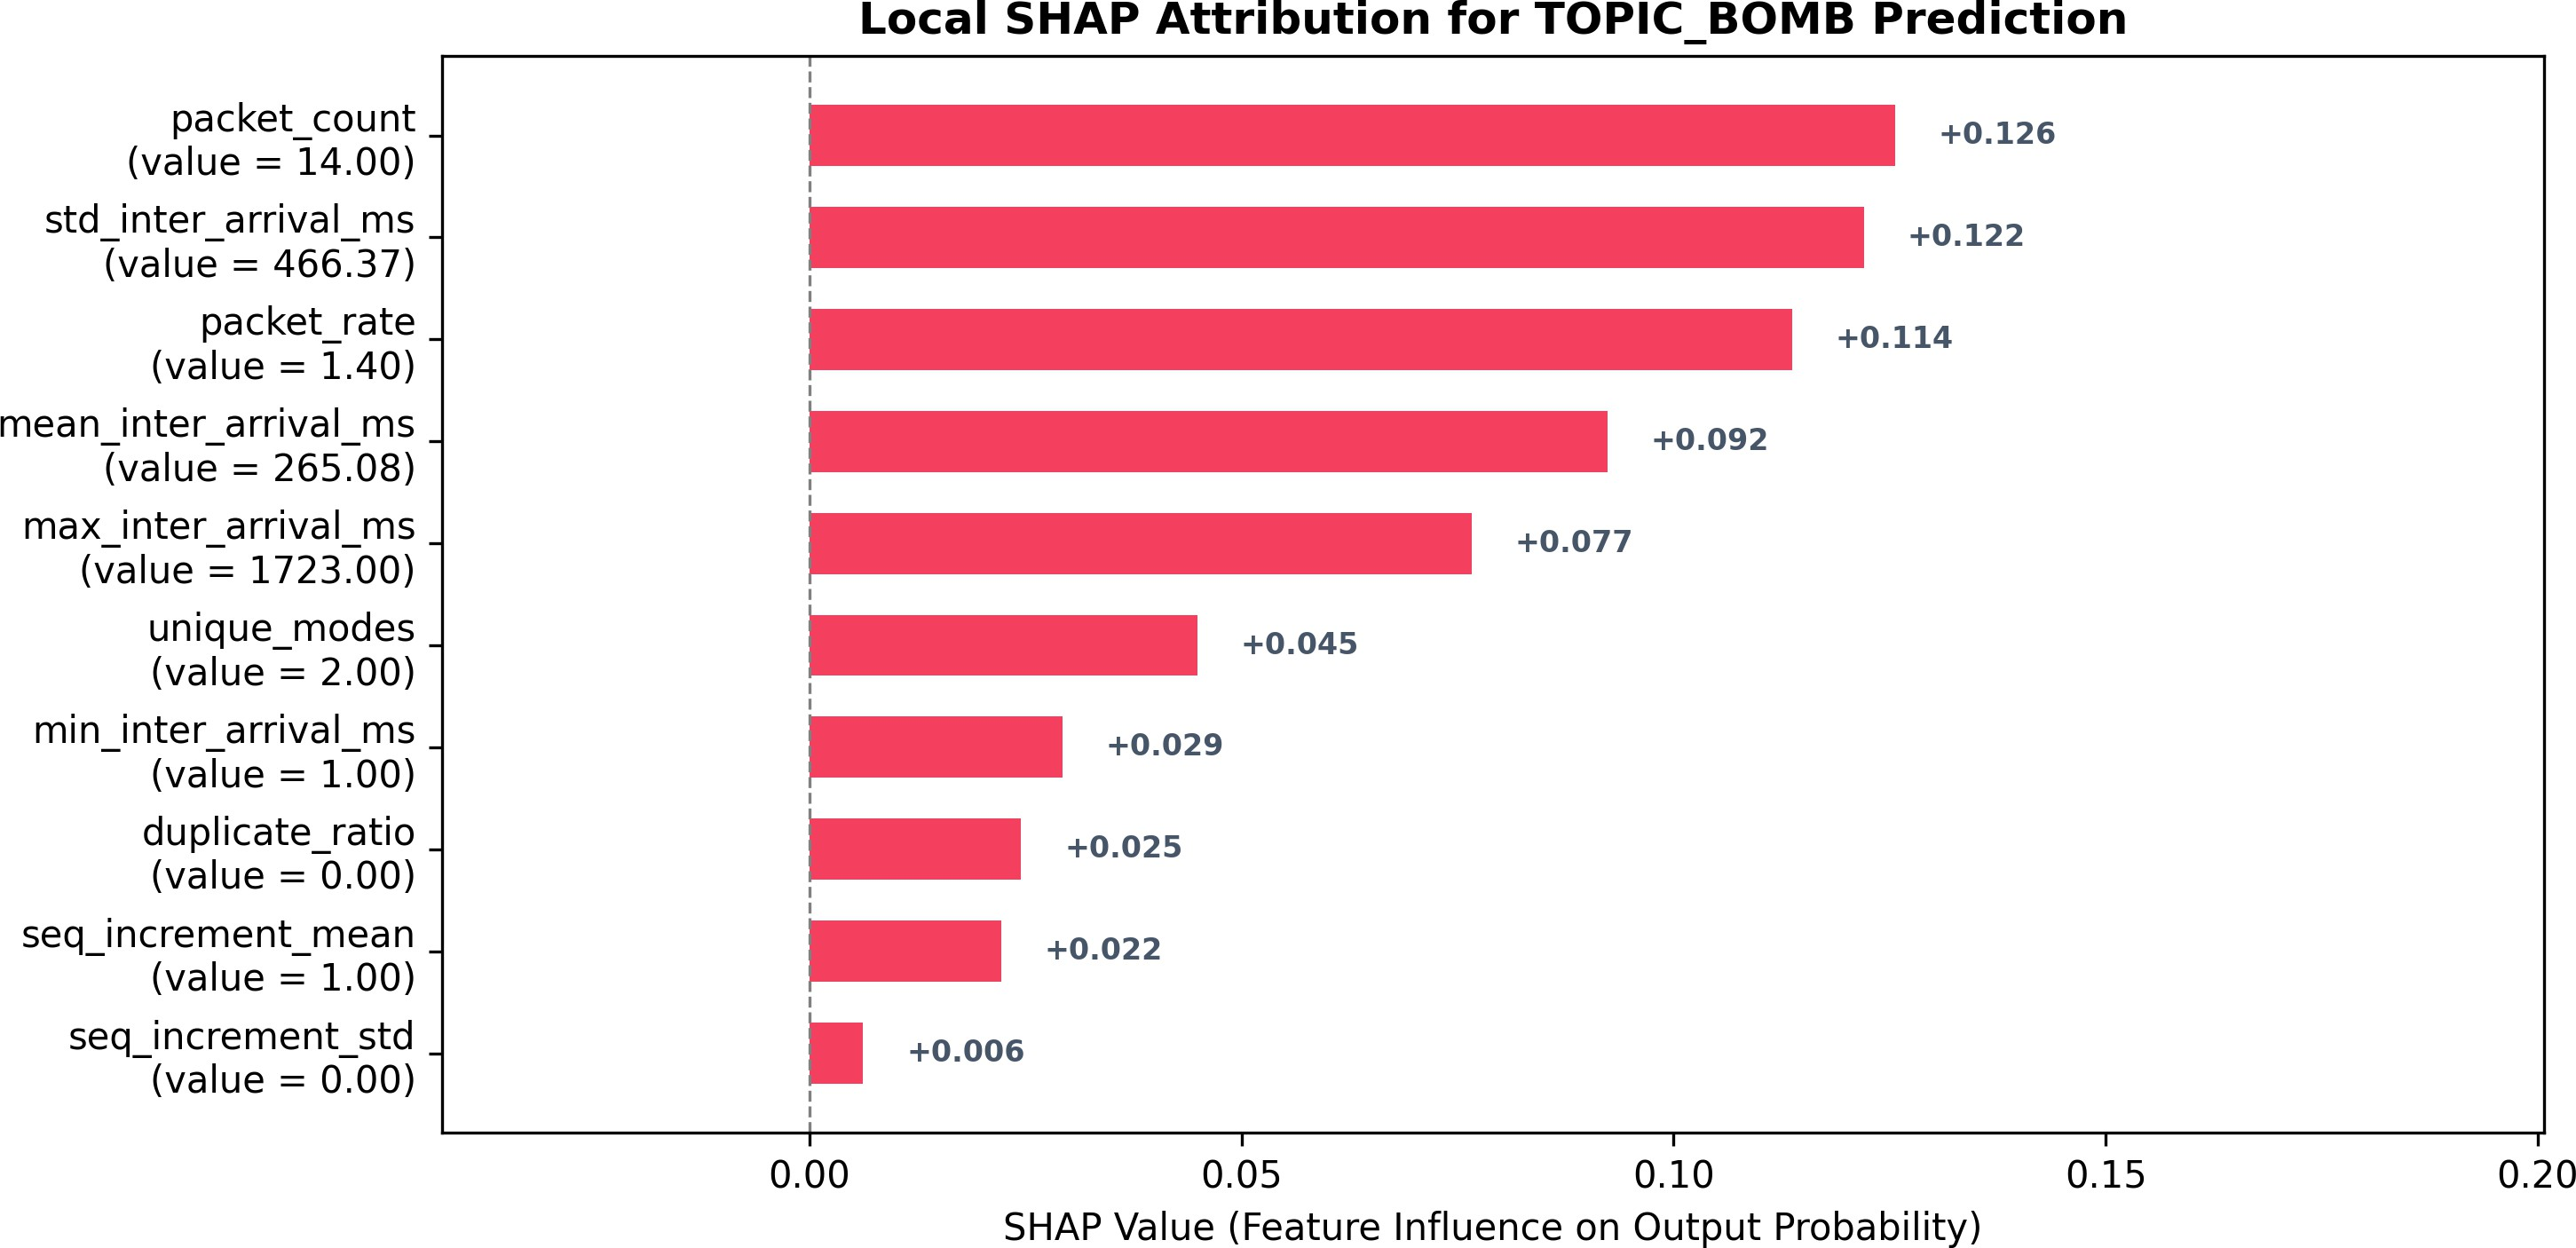 Local SHAP Attribution for TOPIC_BOMB Prediction
packet_count
(value = 14.00)
+0.126
std_inter_arrival_ms
(value = 466.37)
+0.122
packet_rate
(value = 1.40)
+0.114
mean_inter_arrival_ms
(value = 265.08)
+0.092
max_inter_arrival_ms
(value = 1723.00)
+0.077
unique_modes
(value = 2.00)
+0.045
min_inter_arrival_ms
(value = 1.00)
+0.029
duplicate_ratio
(value = 0.00)
+0.025
seq_increment_mean
(value = 1.00)
+0.022
seq_increment_std
(value = 0.00)
+0.006
0.00 0.05 0.10 0.15 0.20
SHAP Value (Feature Influence on Output Probability)